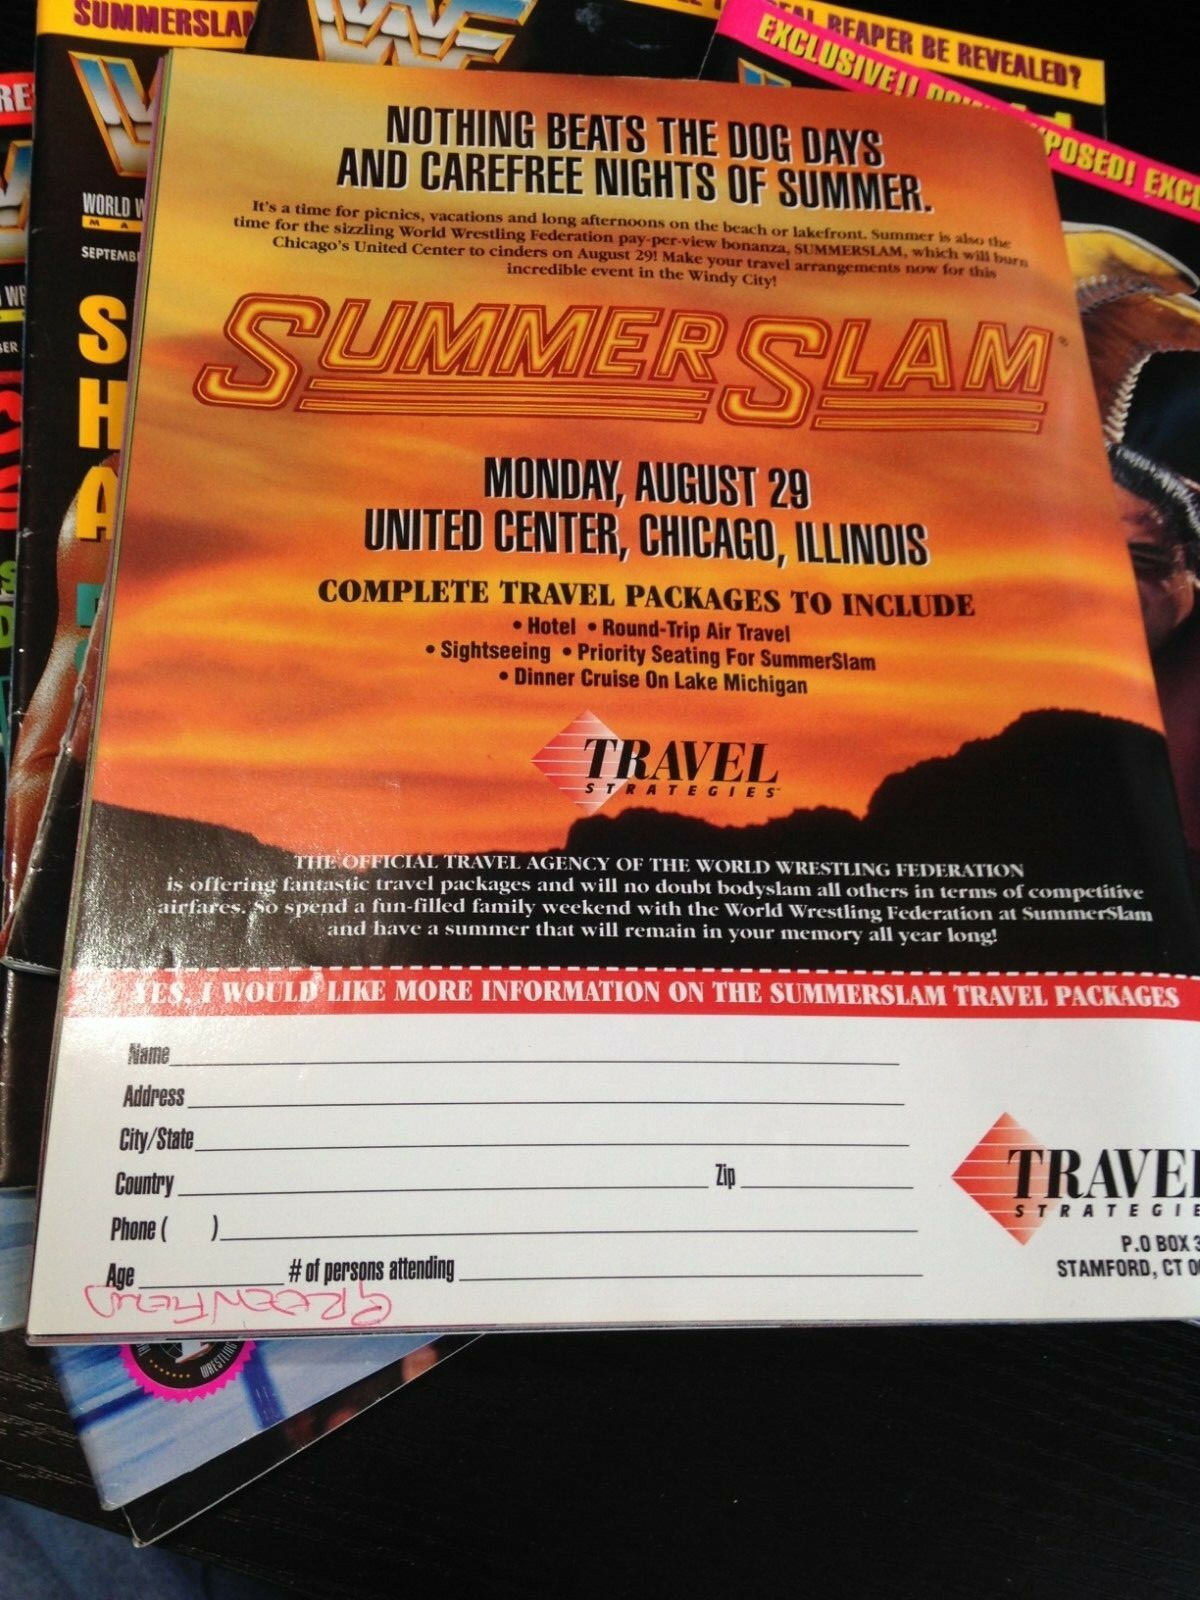 SUMMERSLAM
REAPER BE REVEALED?
EXCLUSIVE!!
EXPOSED!
WORLD W
SEPTEMB
S
H
A
NOTHING BEATS THE DOG DAYS
AND CAREFREE NIGHTS OF SUMMER.
It's a time for picnics, vacations and long afternoons on the beach or lakefront. Summer is also the
time for the sizzling World Wrestling Federation pay-per-view bonanza, SUMMERSLAM, which will burn
Chicago's United Center to cinders on August 29! Make your travel arrangements now for this
incredible event in the Windy City!
SUMMERSLAM®
MONDAY, AUGUST 29
UNITED CENTER, CHICAGO, ILLINOIS
COMPLETE TRAVEL PACKAGES TO INCLUDE
• Hotel • Round-Trip Air Travel
• Sightseeing • Priority Seating For SummerSlam
• Dinner Cruise On Lake Michigan
TRAVEL
STRATEGIES™
THE OFFICIAL TRAVEL AGENCY OF THE WORLD WRESTLING FEDERATION
is offering fantastic travel packages and will no doubt bodyslam all others in terms of competitive
airfares. So spend a fun-filled family weekend with the World Wrestling Federation at SummerSlam
and have a summer that will remain in your memory all year long!
YES, I WOULD LIKE MORE INFORMATION ON THE SUMMERSLAM TRAVEL PACKAGES
Name
Address
City/State
Country Zip
Phone ( )
Age # of persons attending
TRAVEL
STRATEGIE
P.O BOX 3
STAMFORD, CT 0
WRESTLING